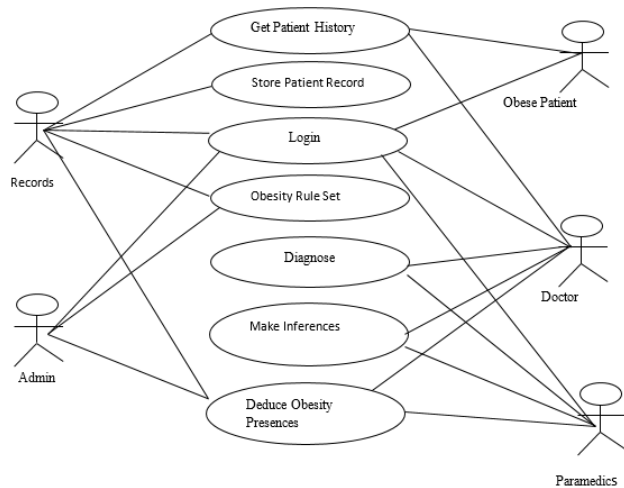 Get Patient History
Store Patient Record
Obese Patient
Login
Records
Obesity Rule Set
Diagnose
Doctor
Make Inferences
Admin
Deduce Obesity
Presences
Paramedics